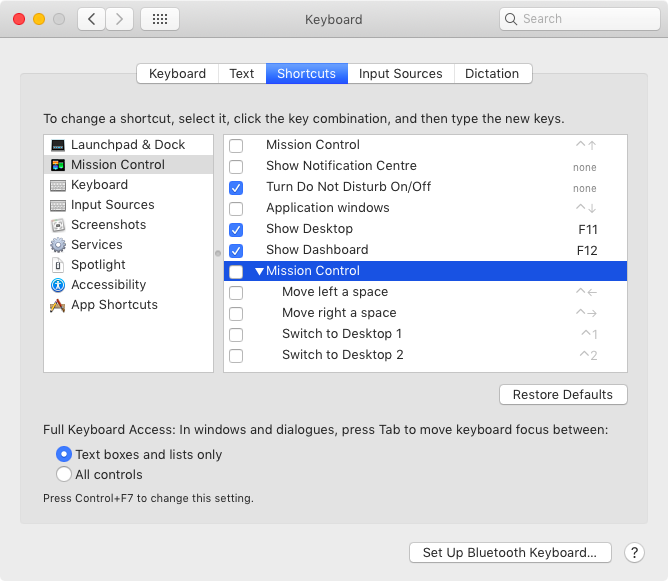 Keyboard
Search
Keyboard Text Shortcuts Input Sources Dictation
To change a shortcut, select it, click the key combination, and then type the new keys.
Launchpad & Dock
Mission Control
Keyboard
Input Sources
Screenshots
Services
Spotlight
Accessibility
App Shortcuts
Mission Control ^↑
Show Notification Centre none
Turn Do Not Disturb On/Off none
Application windows ^↓
Show Desktop F11
Show Dashboard F12
Mission Control
Move left a space ^←
Move right a space ^→
Switch to Desktop 1 ^1
Switch to Desktop 2 ^2
Restore Defaults
Full Keyboard Access: In windows and dialogues, press Tab to move keyboard focus between:
Text boxes and lists only
All controls
Press Control+F7 to change this setting.
Set Up Bluetooth Keyboard... ?